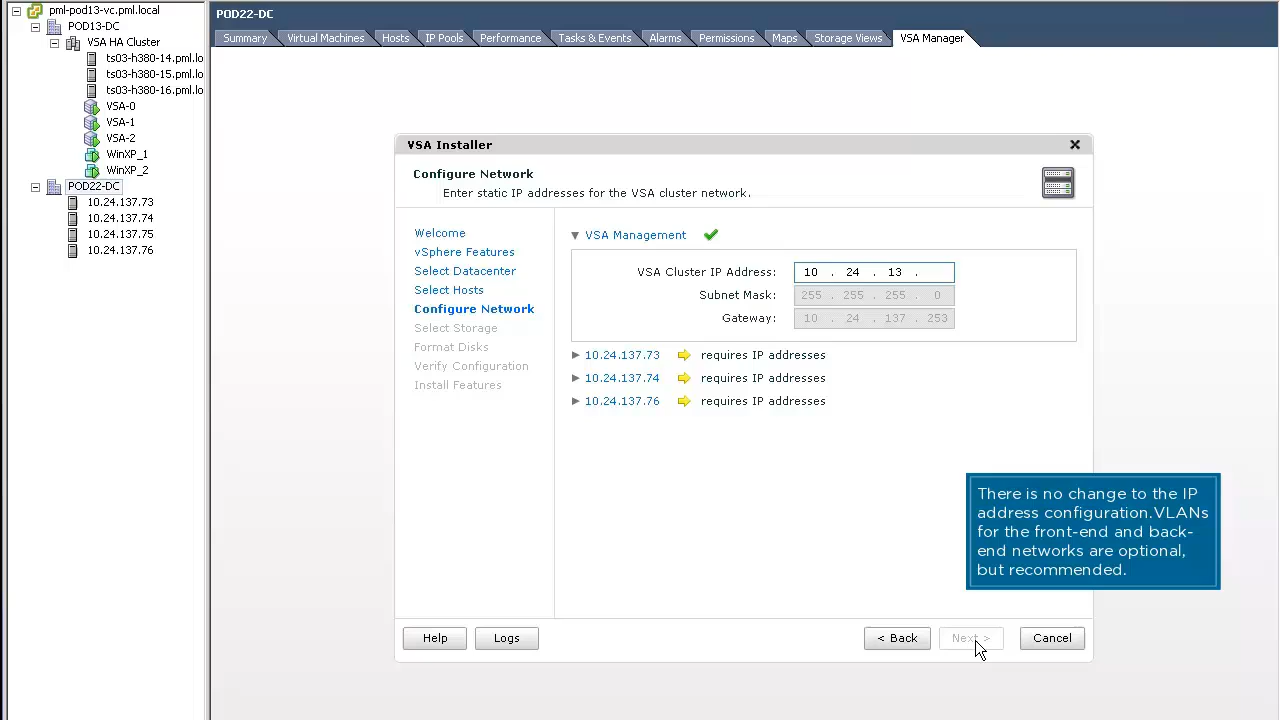 pml-pod13-vc.pml.local
POD13-DC
VSA HA Cluster
ts03-h380-14.pml.lo
ts03-h380-15.pml.lo
ts03-h380-16.pml.lo
VSA-0
VSA-1
VSA-2
WinXP_1
WinXP_2
POD22-DC
10.24.137.73
10.24.137.74
10.24.137.75
10.24.137.76
POD22-DC
Summary Virtual Machines Hosts IP Pools Performance Tasks & Events Alarms Permissions Maps Storage Views VSA Manager
VSA Installer
Configure Network
Enter static IP addresses for the VSA cluster network.
Welcome
vSphere Features
Select Datacenter
Select Hosts
Configure Network
Select Storage
Format Disks
Verify Configuration
Install Features
VSA Management
VSA Cluster IP Address: 10 . 24 . 13 .
Subnet Mask: 255 . 255 . 255 . 0
Gateway: 10 . 24 . 137 . 253
10.24.137.73 requires IP addresses
10.24.137.74 requires IP addresses
10.24.137.76 requires IP addresses
There is no change to the IP
address configuration.VLANs
for the front-end and back-
end networks are optional,
but recommended.
Help Logs < Back Next > Cancel